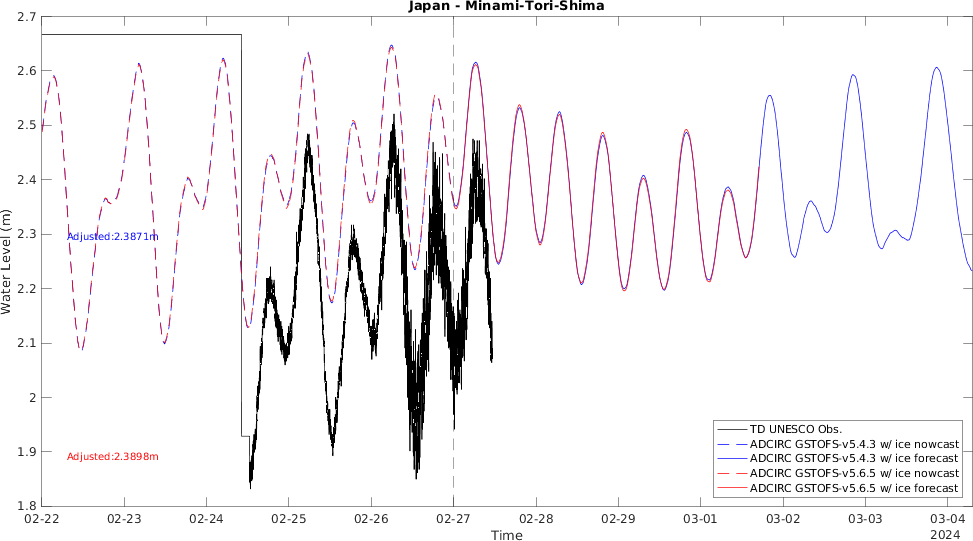 Japan - Minami-Tori-Shima
2.7
2.6
2.5
2.4
2.3
2.2
2.1
2
1.9
1.8
Water Level (m)
Adjusted:2.3871m
Adjusted:2.3898m
TD UNESCO Obs.
ADCIRC GSTOFS-v5.4.3 w/ ice nowcast
ADCIRC GSTOFS-v5.4.3 w/ ice forecast
ADCIRC GSTOFS-v5.6.5 w/ ice nowcast
ADCIRC GSTOFS-v5.6.5 w/ ice forecast
02-22 02-23 02-24 02-25 02-26 02-27 02-28 02-29 03-01 03-02 03-03 03-04
2024
Time